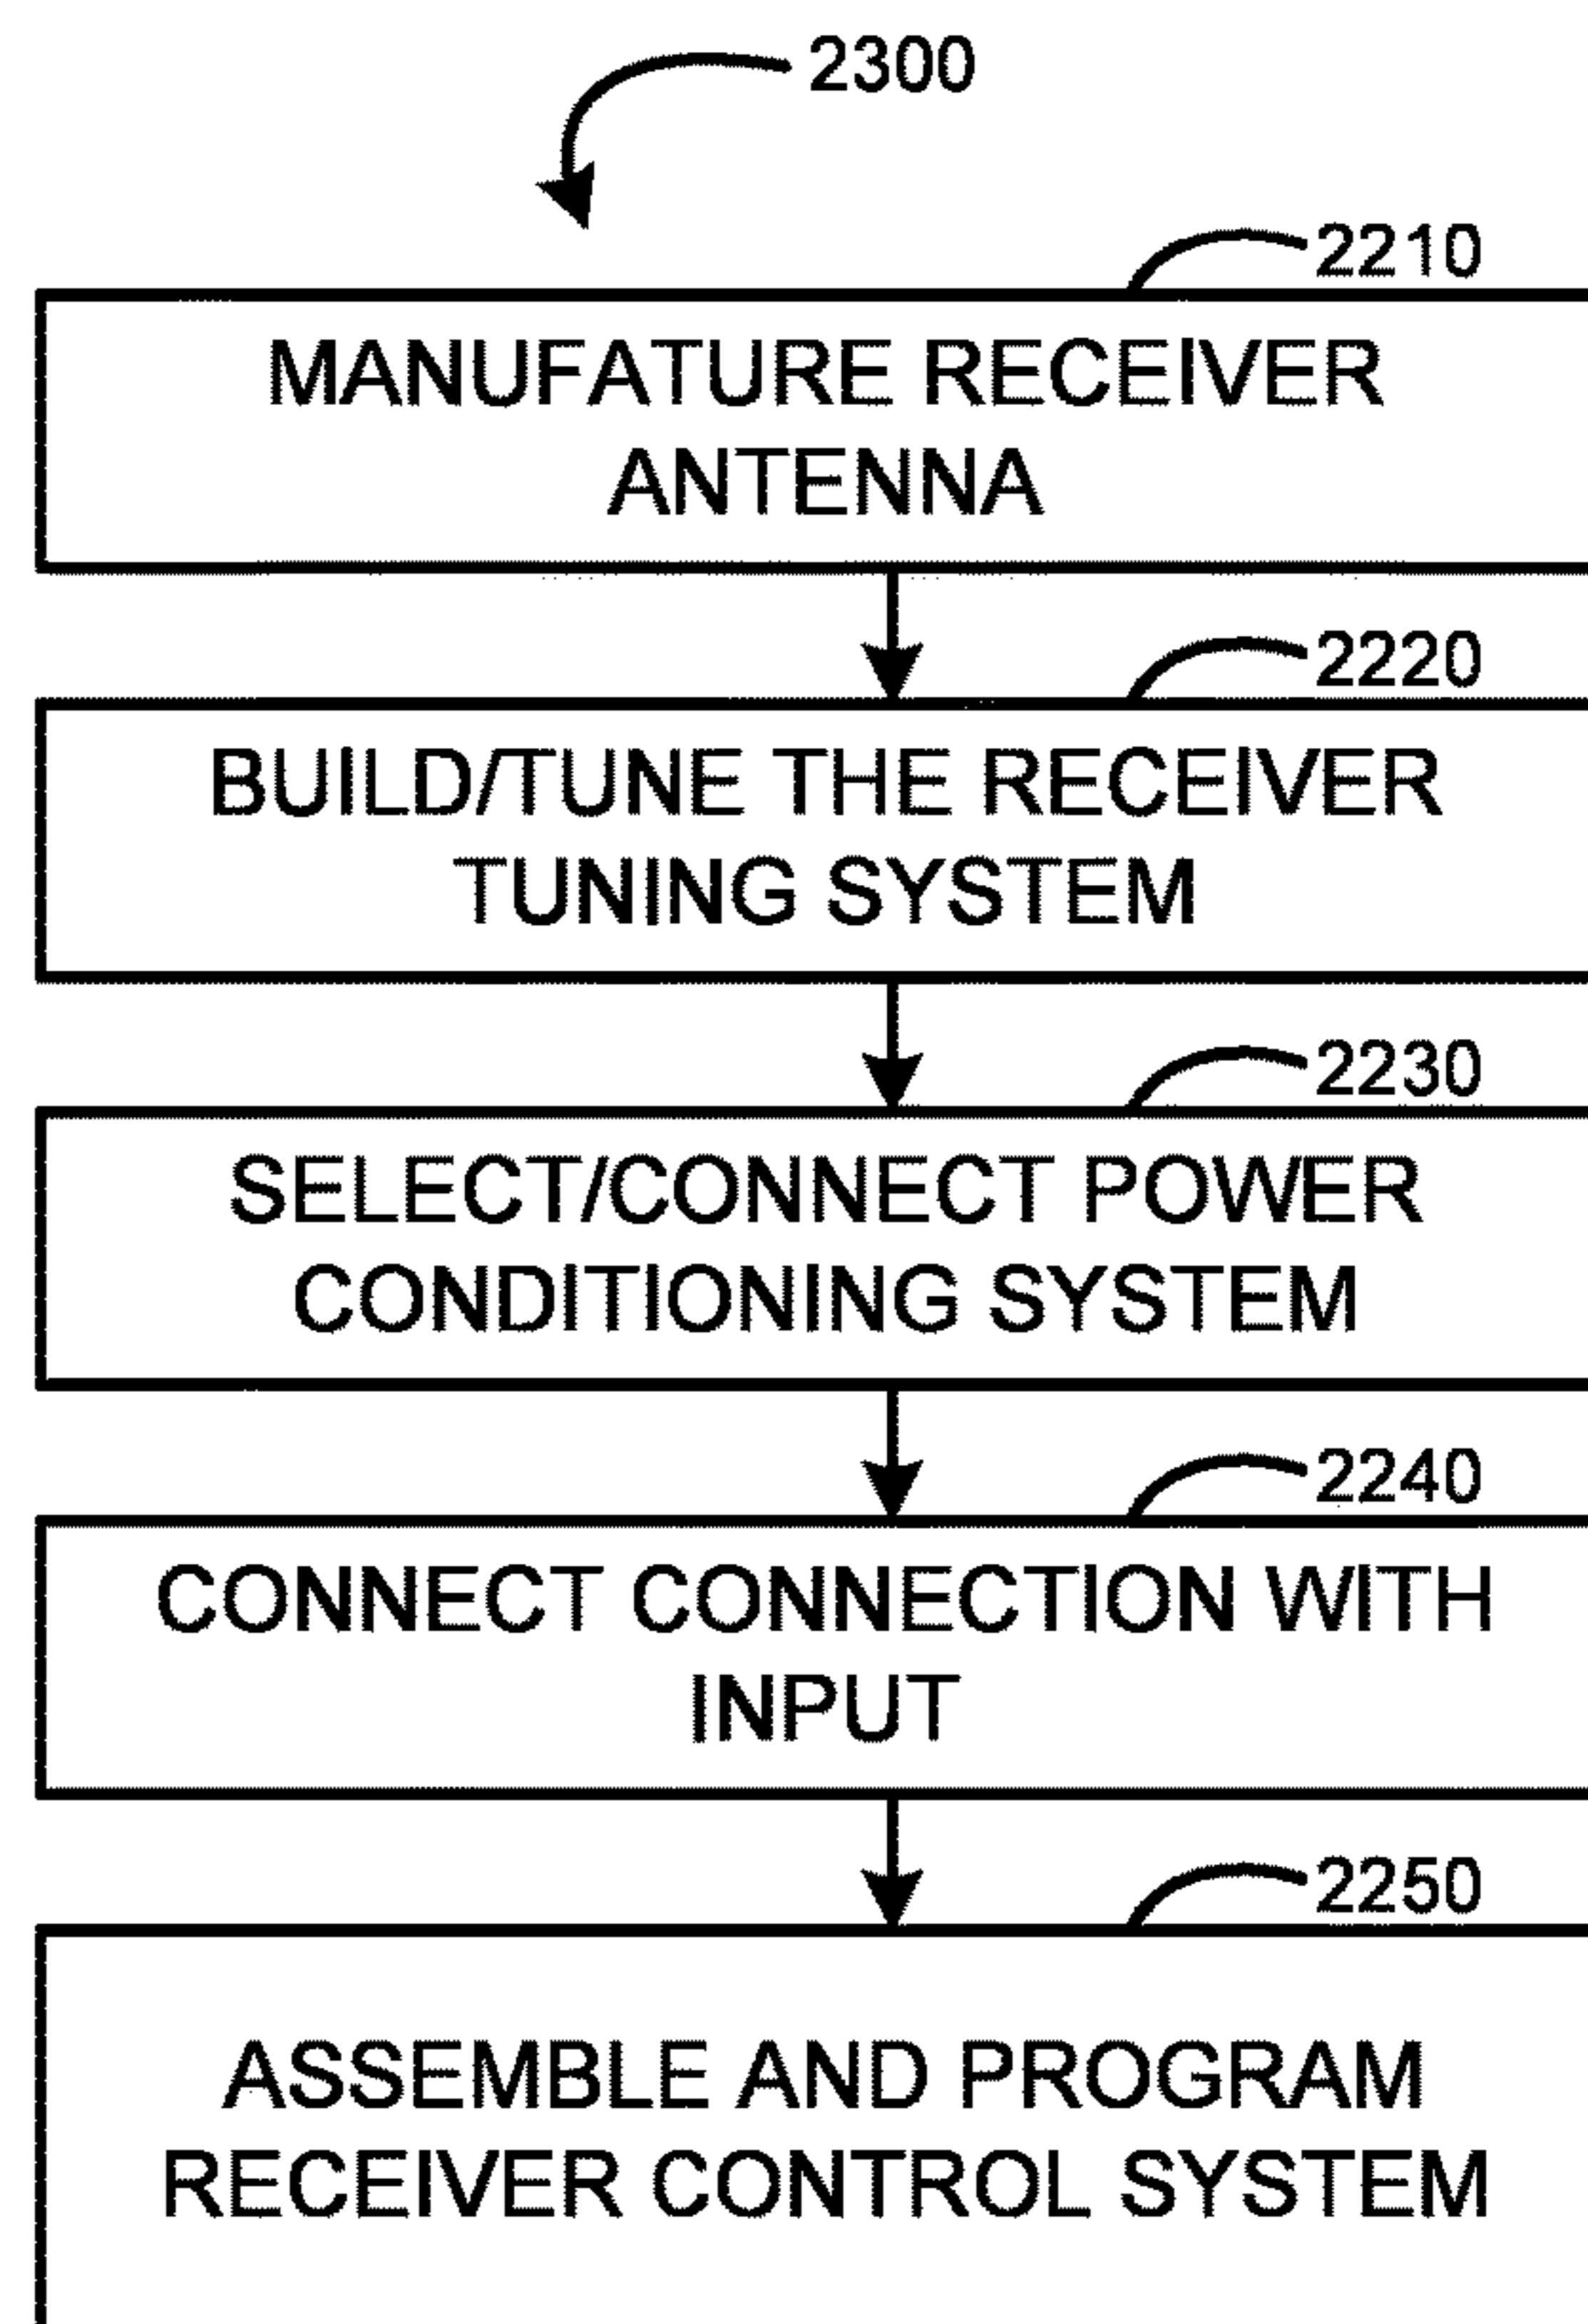 2300
2210
MANUFATURE RECEIVER
ANTENNA
2220
BUILD/TUNE THE RECEIVER
TUNING SYSTEM
2230
SELECT/CONNECT POWER
CONDITIONING SYSTEM
2240
CONNECT CONNECTION WITH
INPUT
2250
ASSEMBLE AND PROGRAM
RECEIVER CONTROL SYSTEM